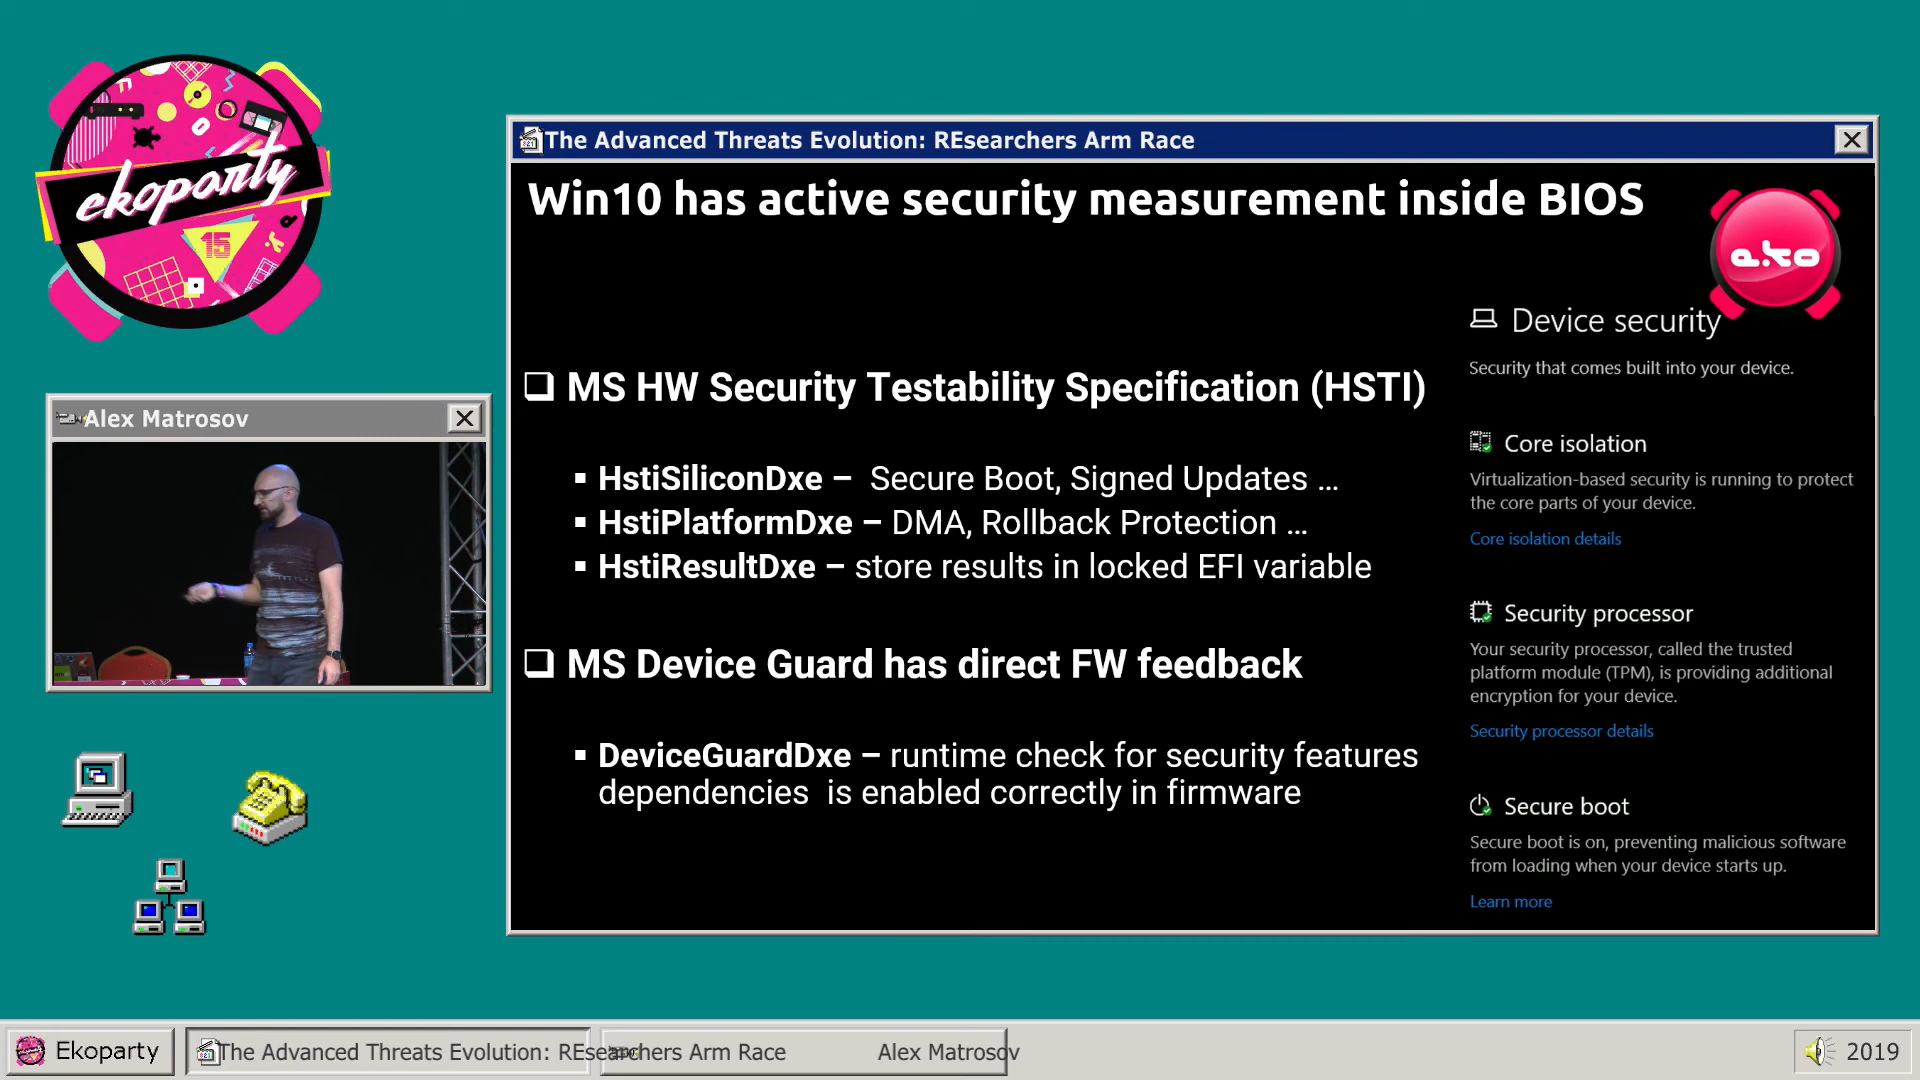 ekoparty
15
The Advanced Threats Evolution: REsearchers Arm Race
Win10 has active security measurement inside BIOS
eko
❑ MS HW Security Testability Specification (HSTI)
▪ HstiSiliconDxe – Secure Boot, Signed Updates ...
▪ HstiPlatformDxe – DMA, Rollback Protection ...
▪ HstiResultDxe – store results in locked EFI variable
❑ MS Device Guard has direct FW feedback
▪ DeviceGuardDxe – runtime check for security features
dependencies is enabled correctly in firmware
Device security
Security that comes built into your device.
Core isolation
Virtualization-based security is running to protect
the core parts of your device.
Core isolation details
Security processor
Your security processor, called the trusted
platform module (TPM), is providing additional
encryption for your device.
Security processor details
Secure boot
Secure boot is on, preventing malicious software
from loading when your device starts up.
Learn more
Alex Matrosov
Ekoparty
The Advanced Threats Evolution: REsearchers Arm Race
Alex Matrosov
2019